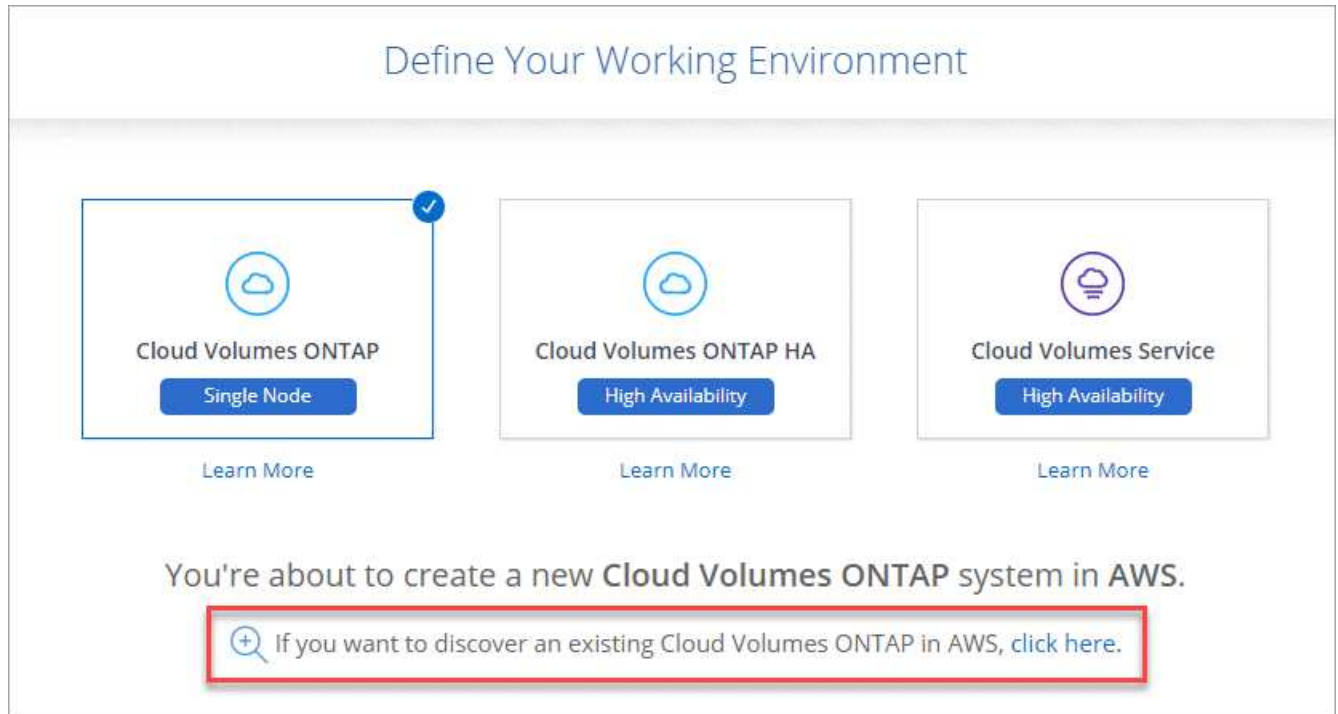 Define Your Working Environment
Cloud Volumes ONTAP
Single Node
Learn More
Cloud Volumes ONTAP HA
High Availability
Learn More
Cloud Volumes Service
High Availability
Learn More
You're about to create a new Cloud Volumes ONTAP system in AWS.
If you want to discover an existing Cloud Volumes ONTAP in AWS, click here.